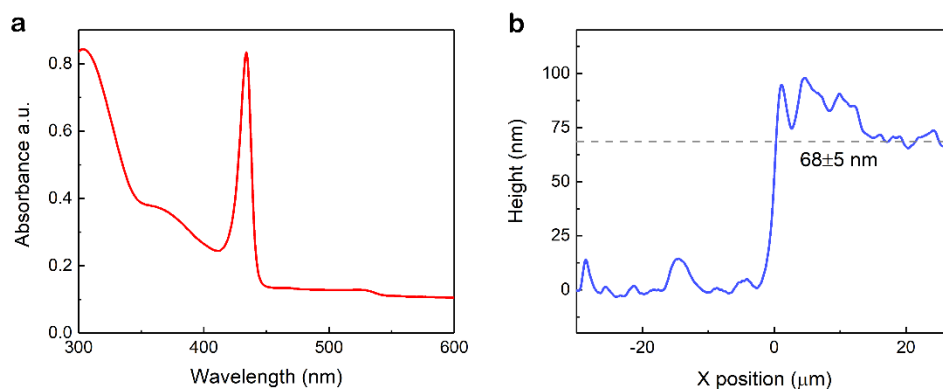 a
Absorbance a.u.
0.8
0.6
0.4
0.2
0.0
300
400
500
600
Wavelength (nm)
b
Height (nm)
100
75
50
25
0
68±5 nm
-20
0
20
X position (μm)